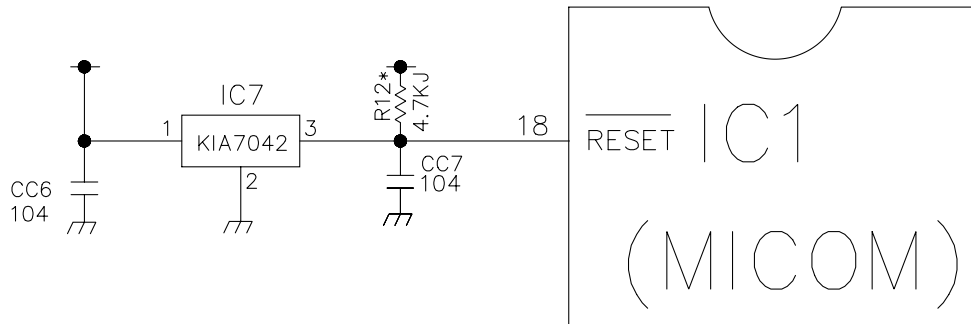 IC7
1
KIA7042
3
2
CC6
104
R12*
4.7KJ
CC7
104
18
RESET
IC1
(MICOM)